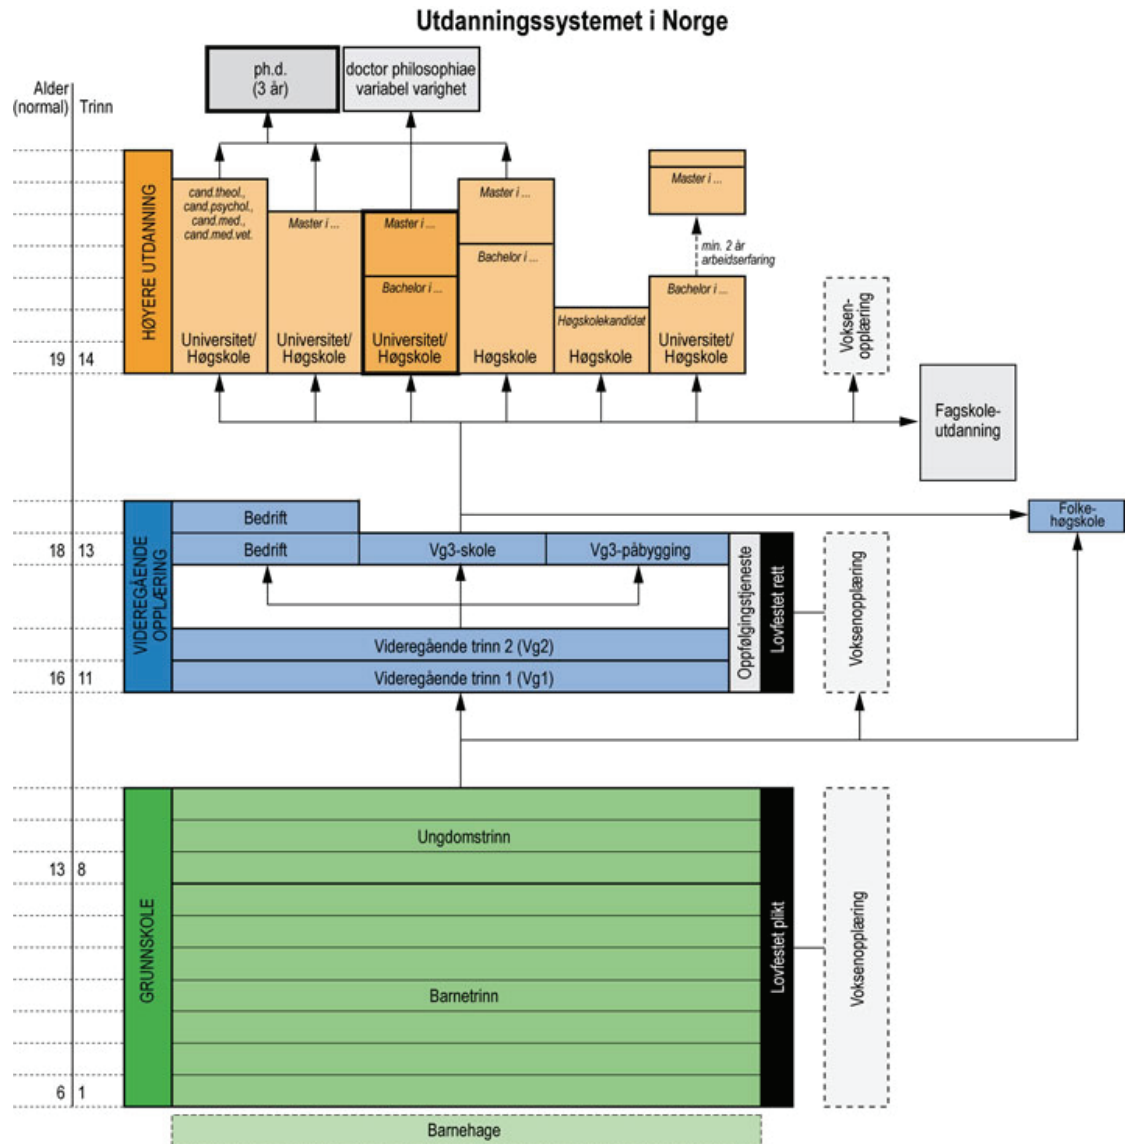 Utdanningssystemet i Norge
Alder
(normal)
Trinn
ph.d.
(3 år)
doctor philosophiae
variabel varighet
HØYERE UTDANNING
cand.theol.,
cand.psychol.,
cand.med.,
cand.med.vet.
Universitet/
Høgskole
Master i ...
Universitet/
Høgskole
Master i ...
Bachelor i ...
Universitet/
Høgskole
Master i ...
Bachelor i ...
Høgskole
Høgskolekandidat
Høgskole
Master i ...
min. 2 år
arbeidserfaring
Bachelor i ...
Universitet/
Høgskole
Voksen-
opplæring
19 14
Fagskole-
utdanning
VIDEREGÅENDE
OPPLÆRING
Bedrift
Folke-
høgskole
18 13
Bedrift
Vg3-skole
Vg3-påbygging
Videregående trinn 2 (Vg2)
16 11
Videregående trinn 1 (Vg1)
Oppfølgingstjeneste
Lovfestet rett
Voksenopplæring
GRUNNSKOLE
Ungdomstrinn
13 8
Barnetrinn
6 1
Lovfestet plikt
Voksenopplæring
Barnehage